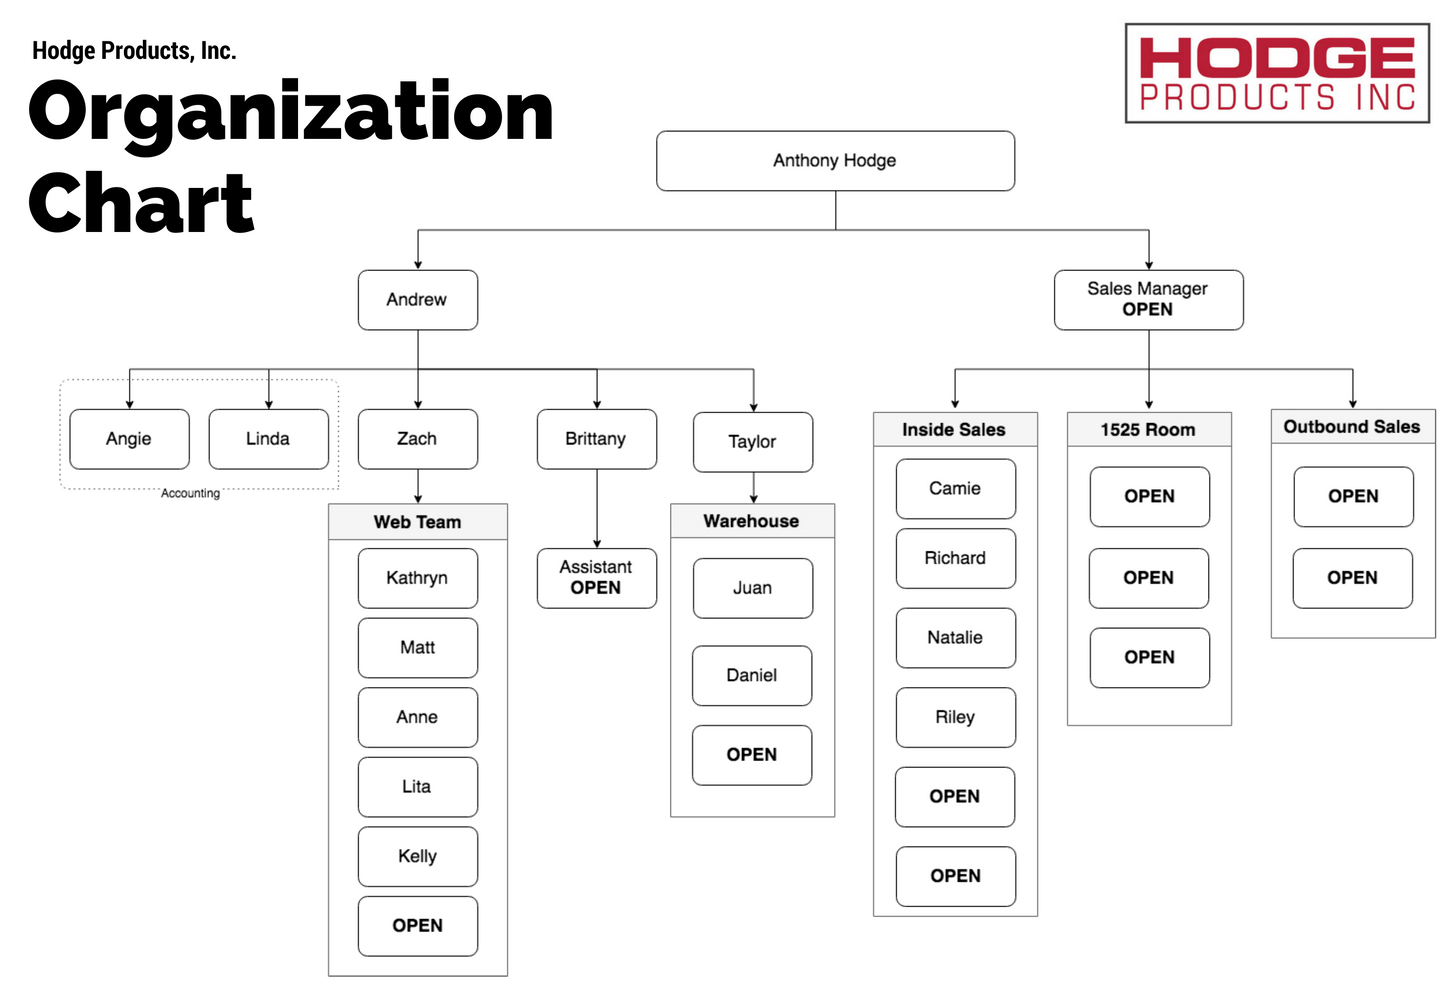 Hodge Products, Inc.
Organization
Chart
HODGE
PRODUCTS INC
Anthony Hodge
Andrew
Sales Manager
OPEN
Angie
Linda
Accounting
Zach
Brittany
Taylor
Web Team
Kathryn
Matt
Anne
Lita
Kelly
OPEN
Assistant
OPEN
Warehouse
Juan
Daniel
OPEN
Inside Sales
Camie
Richard
Natalie
Riley
OPEN
OPEN
1525 Room
OPEN
OPEN
OPEN
Outbound Sales
OPEN
OPEN